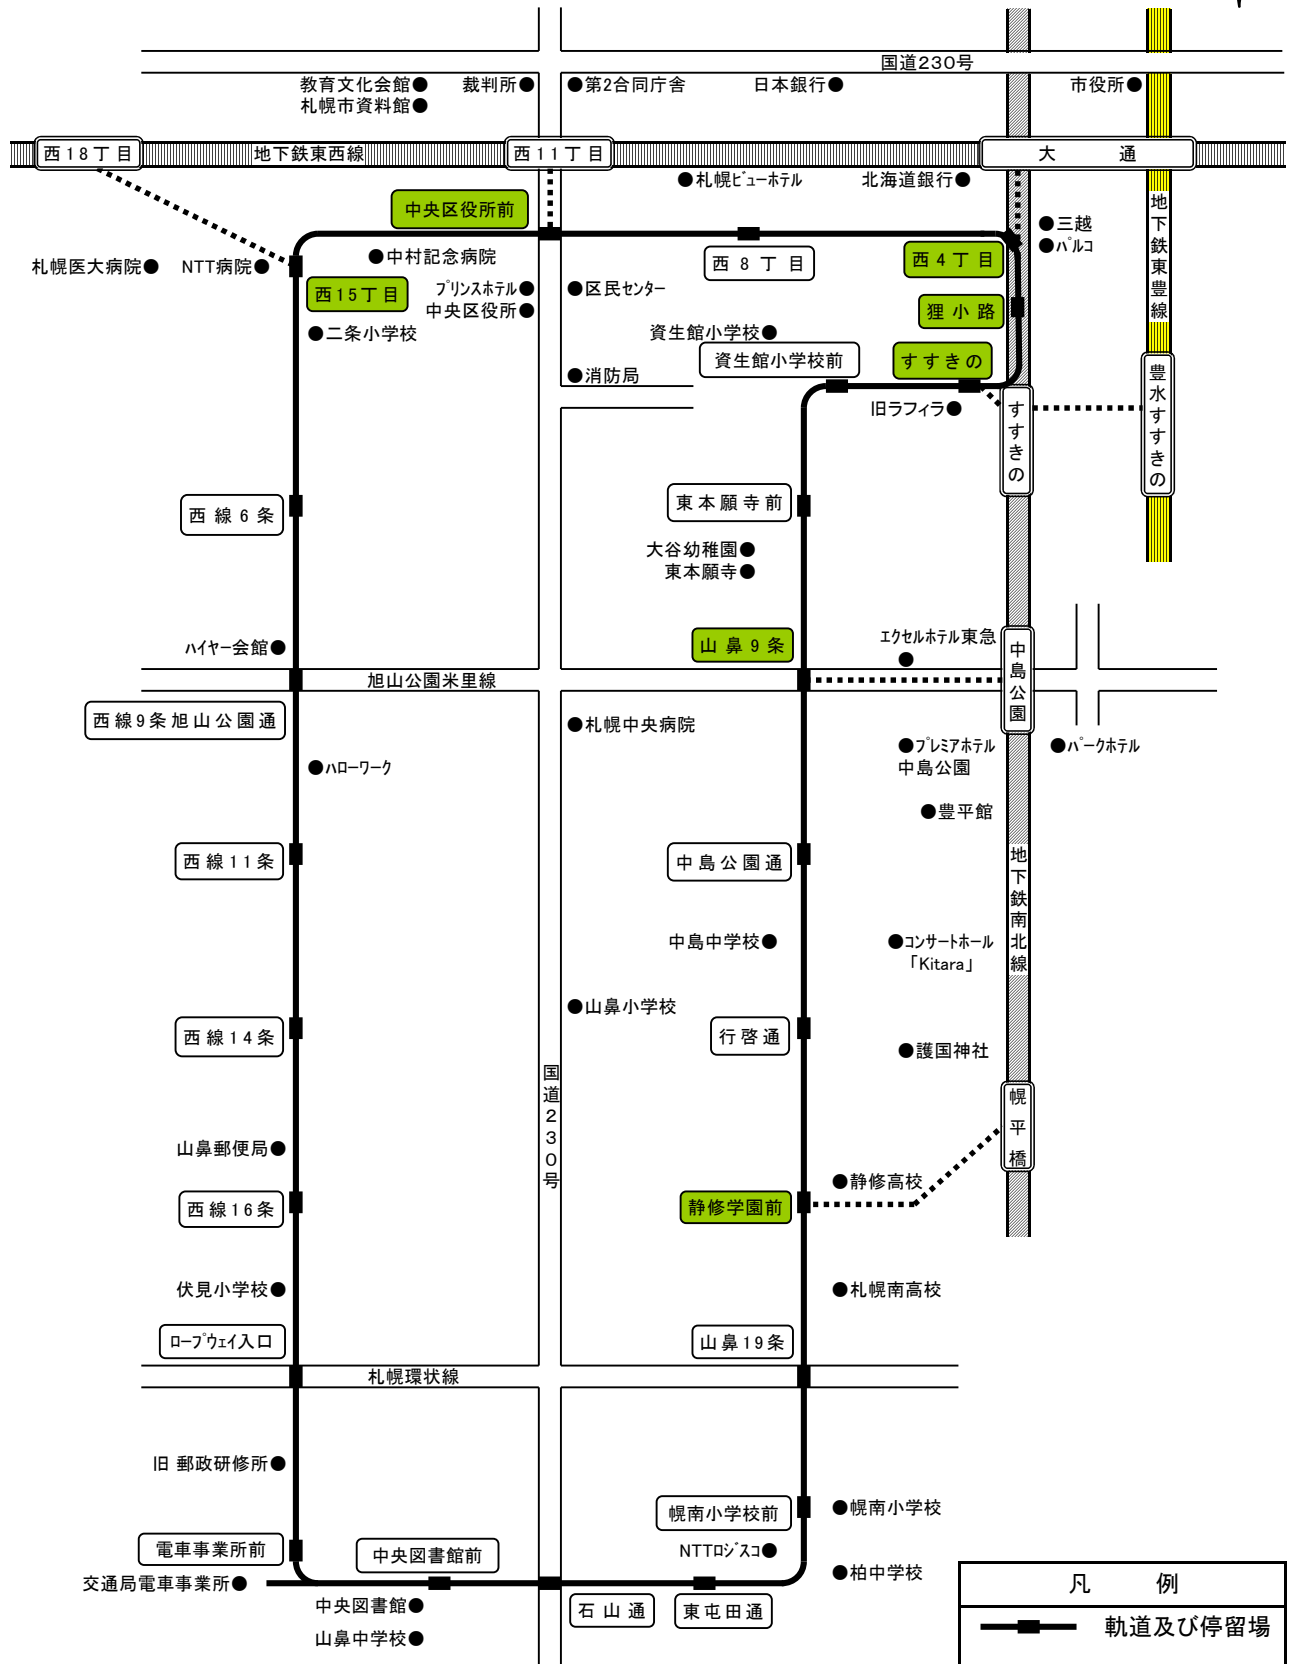 国道230号
教育文化会館●
裁判所●
●第2合同庁舎
日本銀行●
市役所●
札幌市資料館●
西18丁目
地下鉄東西線
西11丁目
大通
●札幌ビューホテル
北海道銀行●
中央区役所前
地下鉄東豊線
●三越
●パルコ
札幌医大病院●
NTT病院●
●中村記念病院
西8丁目
西4丁目
西15丁目
プリンスホテル●
●区民センター
中央区役所●
狸小路
●二条小学校
資生館小学校●
資生館小学校前
すすきの
●消防局
豊水すすきの
旧ラフィラ●
すすきの
西線6条
東本願寺前
大谷幼稚園●
東本願寺●
ハイヤー会館●
山鼻9条
エクセルホテル東急
●
中島公園
旭山公園米里線
西線9条旭山公園通
●札幌中央病院
●プレミアホテル
中島公園
●パークホテル
●ハローワーク
●豊平館
西線11条
中島公園通
地下鉄南北線
中島中学校●
●コンサートホール
「Kitara」
●山鼻小学校
西線14条
行啓通
●護国神社
国道230号
幌平橋
山鼻郵便局●
●静修高校
西線16条
静修学園前
伏見小学校●
●札幌南高校
ロープウェイ入口
山鼻19条
札幌環状線
旧 郵政研修所●
幌南小学校前
●幌南小学校
電車事業所前
中央図書館前
NTTロジスコ●
●柏中学校
交通局電車事業所●
中央図書館●
石山通
東屯田通
山鼻中学校●
凡例
軌道及び停留場